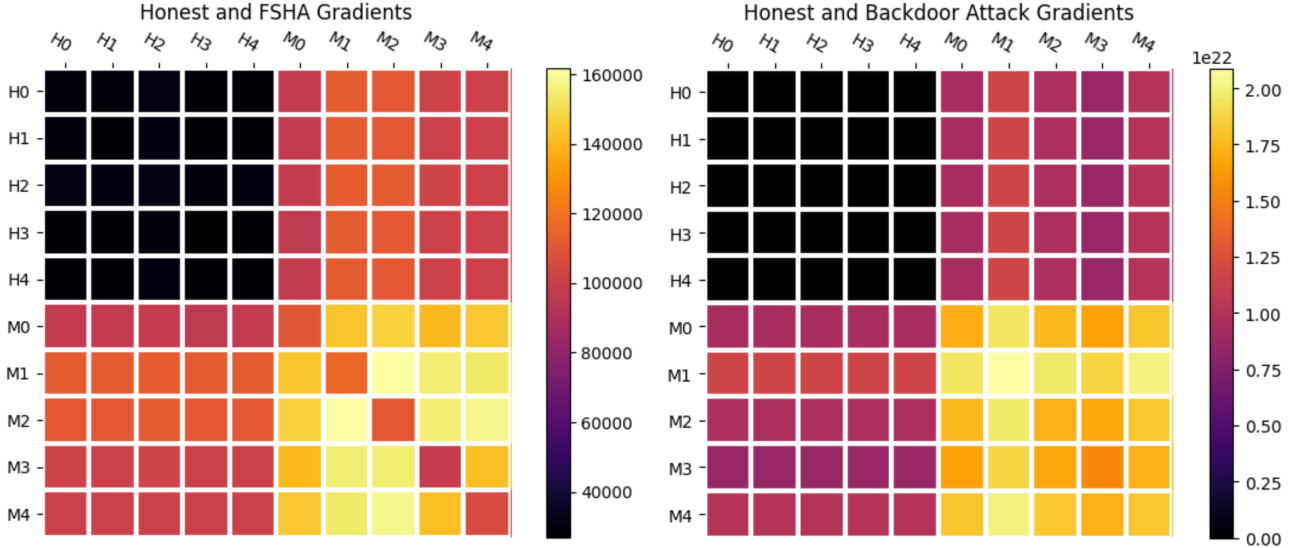 Honest and FSHA Gradients
H0 H1 H2 H3 H4 M0 M1 M2 M3 M4
H0
H1
H2
H3
H4
M0
M1
M2
M3
M4
160000
140000
120000
100000
80000
60000
40000
Honest and Backdoor Attack Gradients
H0 H1 H2 H3 H4 M0 M1 M2 M3 M4
H0
H1
H2
H3
H4
M0
M1
M2
M3
M4
1e22
2.00
1.75
1.50
1.25
1.00
0.75
0.50
0.25
0.00